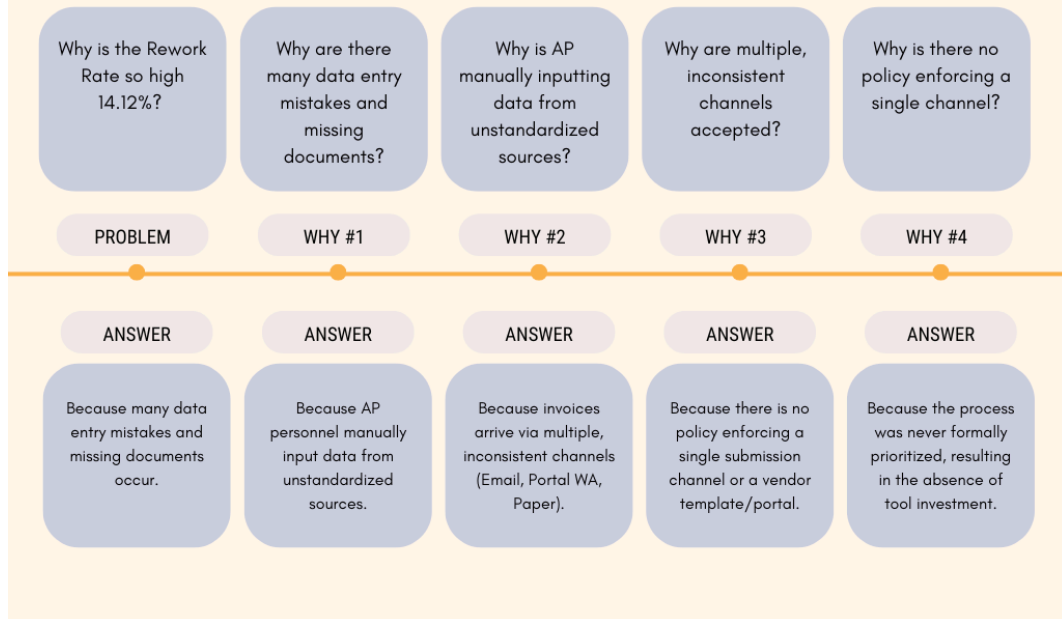 Why is the Rework
Rate so high
14.12%?
Why are there
many data entry
mistakes and
missing
documents?
Why is AP
manually inputting
data from
unstandardized
sources?
Why are multiple,
inconsistent
channels
accepted?
Why is there no
policy enforcing a
single channel?
PROBLEM
WHY #1
WHY #2
WHY #3
WHY #4
ANSWER
ANSWER
ANSWER
ANSWER
ANSWER
Because many data
entry mistakes and
missing documents
occur.
Because AP
personnel manually
input data from
unstandardized
sources.
Because invoices
arrive via multiple,
inconsistent channels
(Email, Portal WA,
Paper).
Because there is no
policy enforcing a
single submission
channel or a vendor
template/portal.
Because the process
was never formally
prioritized, resulting
in the absence of
tool investment.